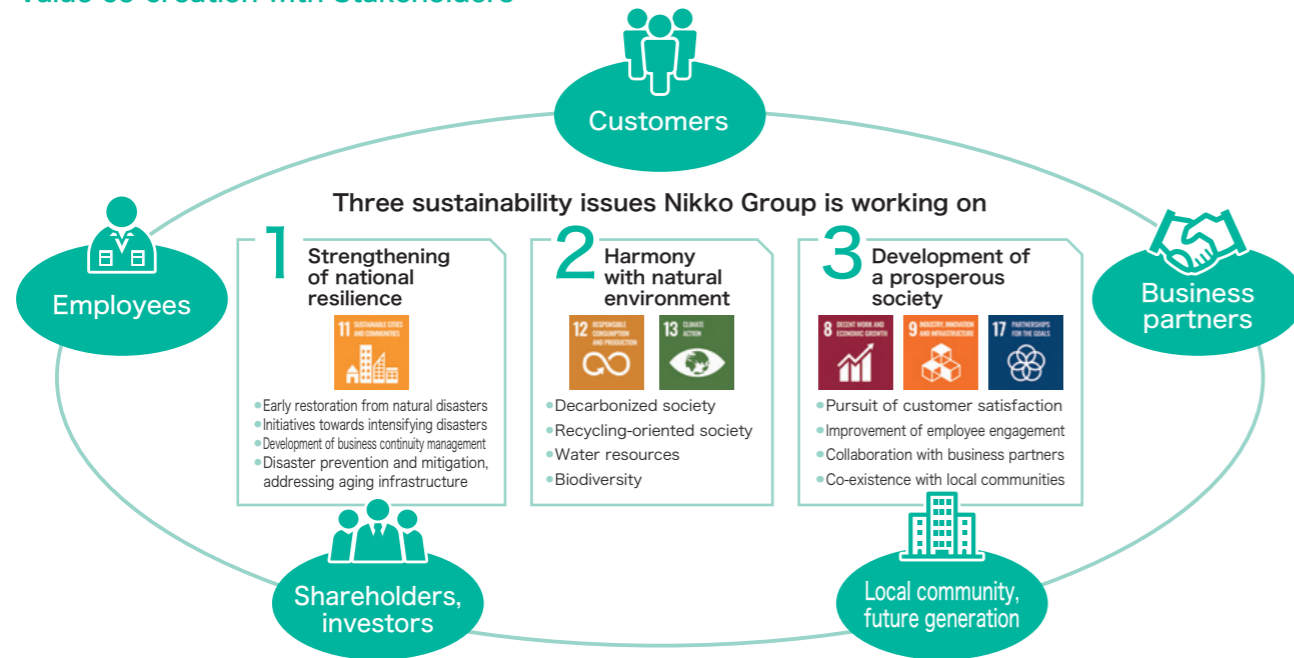 Value co-creation with Stakeholders
Customers
Three sustainability issues Nikko Group is working on
Employees
Business
partners
1
Strengthening
of national
resilience
11 SUSTAINABLE CITIES
AND COMMUNITIES
Early restoration from natural disasters
Initiatives towards intensifying disasters
Development of business continuity management
Disaster prevention and mitigation,
addressing aging infrastructure
2
Harmony
with natural
environment
12 RESPONSIBLE
CONSUMPTION
AND PRODUCTION
13 CLIMATE
ACTION
Decarbonized society
Recycling-oriented society
Water resources
Biodiversity
3
Development of
a prosperous
society
8 DECENT WORK AND
ECONOMIC GROWTH
9 INDUSTRY, INNOVATION
AND INFRASTRUCTURE
17 PARTNERSHIPS
FOR THE GOALS
Pursuit of customer satisfaction
Improvement of employee engagement
Collaboration with business partners
Co-existence with local communities
Shareholders,
investors
Local community,
future generation